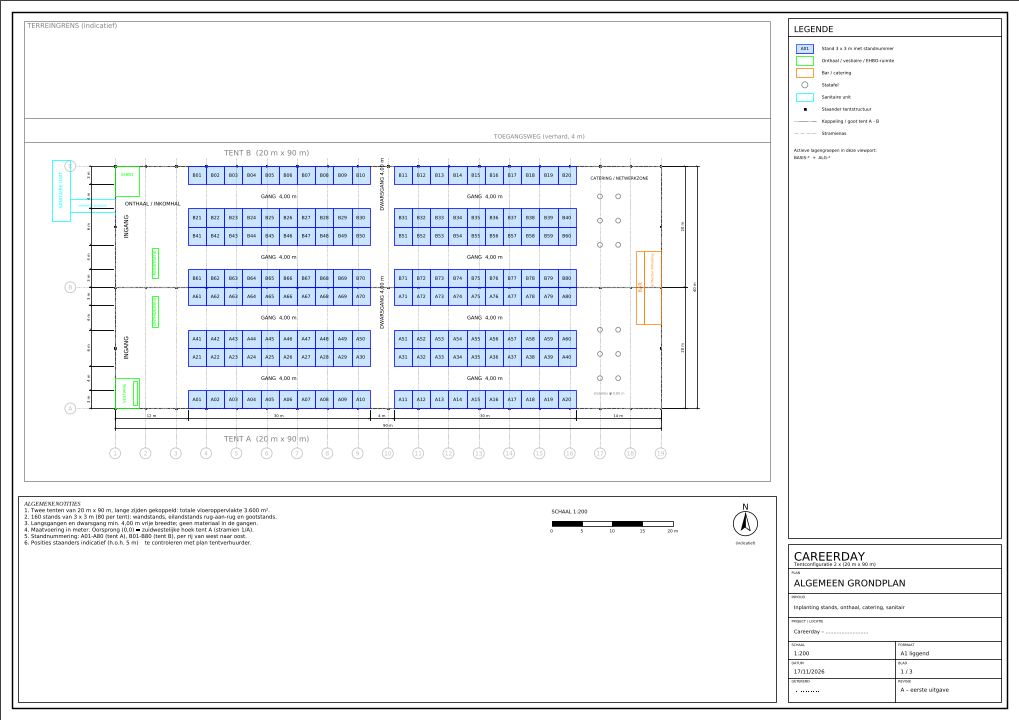 TERREINGRENS (indicatief)
TOEGANGSWEG (verhard, 4 m)
TENT B (20 m x 90 m)
C
EHBO
ONTHAAL / INKOMHAL
INGANG
INGANG
B01 B02 B03 B04 B05 B06 B07 B08 B09 B10
B11 B12 B13 B14 B15 B16 B17 B18 B19 B20
CATERING / NETWERKZONE
GANG 4,00 m
GANG 4,00 m
DWARSGANG 4,00 m
B21 B22 B23 B24 B25 B26 B27 B28 B29 B30
B31 B32 B33 B34 B35 B36 B37 B38 B39 B40
B41 B42 B43 B44 B45 B46 B47 B48 B49 B50
B51 B52 B53 B54 B55 B56 B57 B58 B59 B60
GANG 4,00 m
GANG 4,00 m
B61 B62 B63 B64 B65 B66 B67 B68 B69 B70
B71 B72 B73 B74 B75 B76 B77 B78 B79 B80
B
BAR
A61 A62 A63 A64 A65 A66 A67 A68 A69 A70
A71 A72 A73 A74 A75 A76 A77 A78 A79 A80
DWARSGANG 4,00 m
GANG 4,00 m
GANG 4,00 m
A41 A42 A43 A44 A45 A46 A47 A48 A49 A50
A51 A52 A53 A54 A55 A56 A57 A58 A59 A60
A21 A22 A23 A24 A25 A26 A27 A28 A29 A30
A31 A32 A33 A34 A35 A36 A37 A38 A39 A40
GANG 4,00 m
GANG 4,00 m
A01 A02 A03 A04 A05 A06 A07 A08 A09 A10
A11 A12 A13 A14 A15 A16 A17 A18 A19 A20
A
20 m
20 m
40 m
12 m 30 m 4 m 30 m 14 m
90 m
TENT A (20 m x 90 m)
1 2 3 4 5 6 7 8 9 10 11 12 13 14 15 16 17 18 19
ALGEMENE NOTITIES
1. Twee tenten van 20 m x 90 m, lange zijden gekoppeld: totale vloeroppervlakte 3.600 m².
2. 160 stands van 3 x 3 m (80 per tent): wandstands, eilandstands rug-aan-rug en gootstands.
3. Langsgangen en dwarsgang min. 4,00 m vrije breedte; geen materiaal in de gangen.
4. Maatvoering in meter. Oorsprong (0,0) = zuidwestelijke hoek tent A (stramien 1/A).
5. Standnummering: A01-A80 (tent A), B01-B80 (tent B), per rij van west naar oost.
6. Posities staanders indicatief (h.o.h. 5 m) te controleren met plan tentverhuurder.
SCHAAL 1:200
0 5 10 15 20 m
N
(indicatief)
LEGENDE
A01 Stand 3 x 3 m met standnummer
Onthaal / vestiaire / EHBO-ruimte
Bar / catering
Statafel
Sanitaire unit
Staander tentstructuur
Koppeling / goot tent A - B
Stramienas
Actieve lagengroepen in deze viewport:
BASIS-* + ALG-*
CAREERDAY
Tentconfiguratie 2 x (20 m x 90 m)
PLAN
ALGEMEEN GRONDPLAN
INHOUD
Inplanting stands, onthaal, catering, sanitair
PROJECT / LOCATIE
Careerday – ....................
SCHAAL
1:200
FORMAAT
A1 liggend
DATUM
17/11/2026
BLAD
1 / 3
GETEKEND
REVISIE
A – eerste uitgave